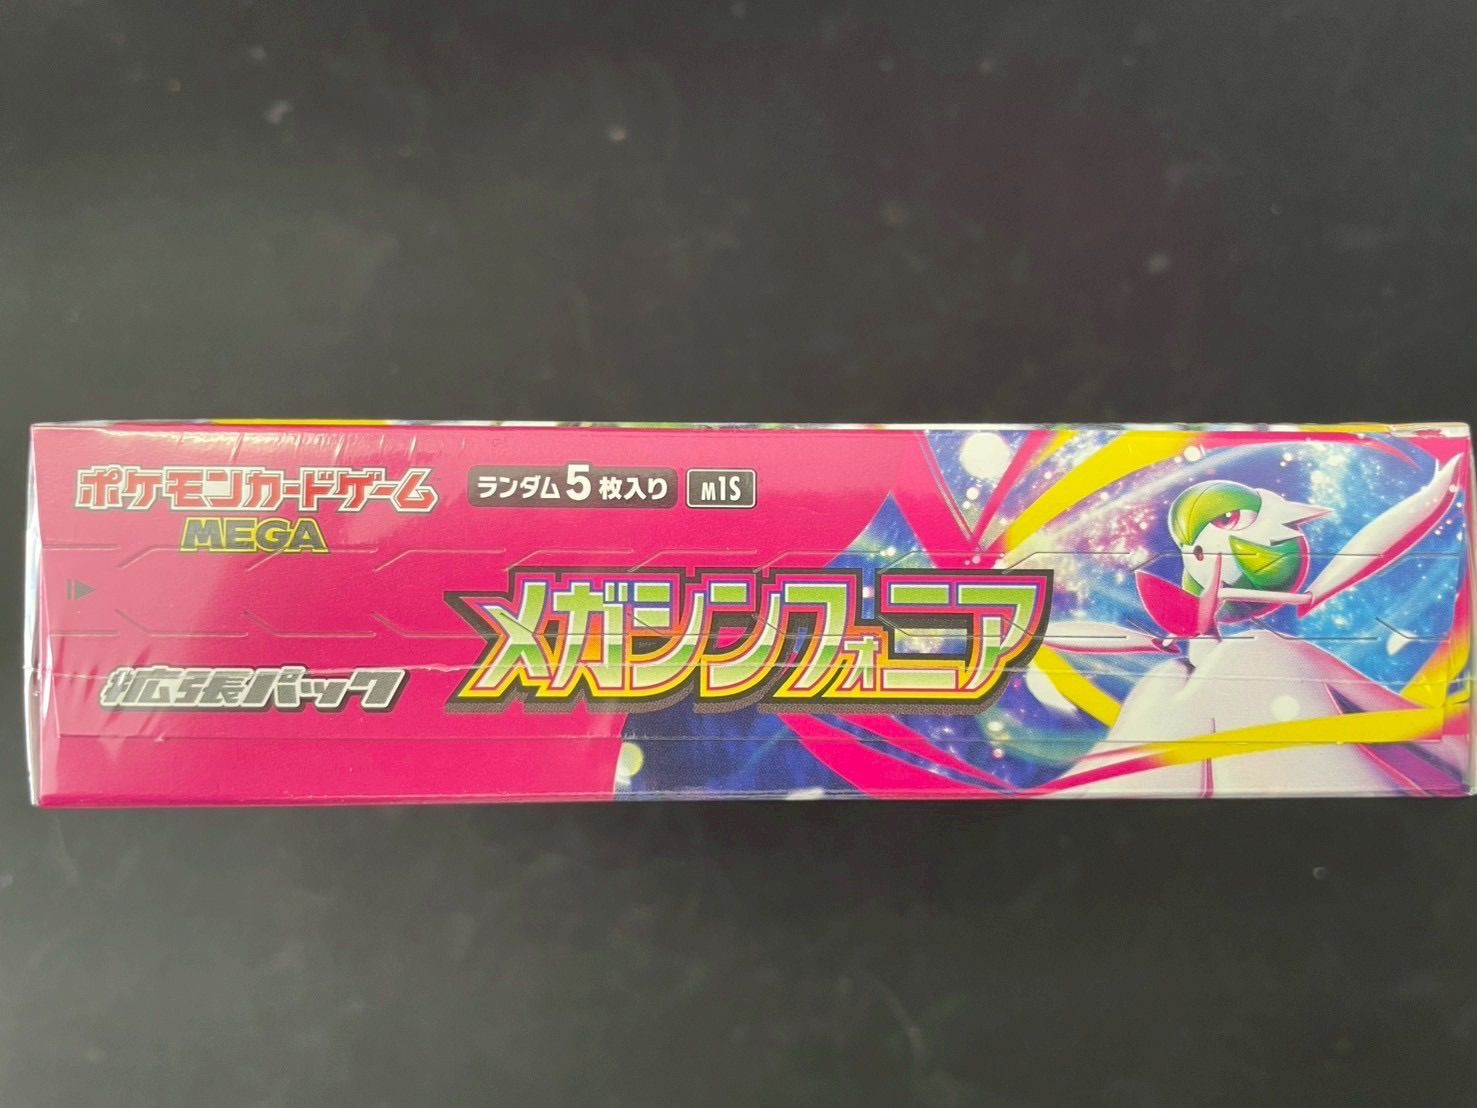 ポケモンカードゲーム
MEGA
ランダム5枚入り
M1S
メガシンフォニア
拡張パック